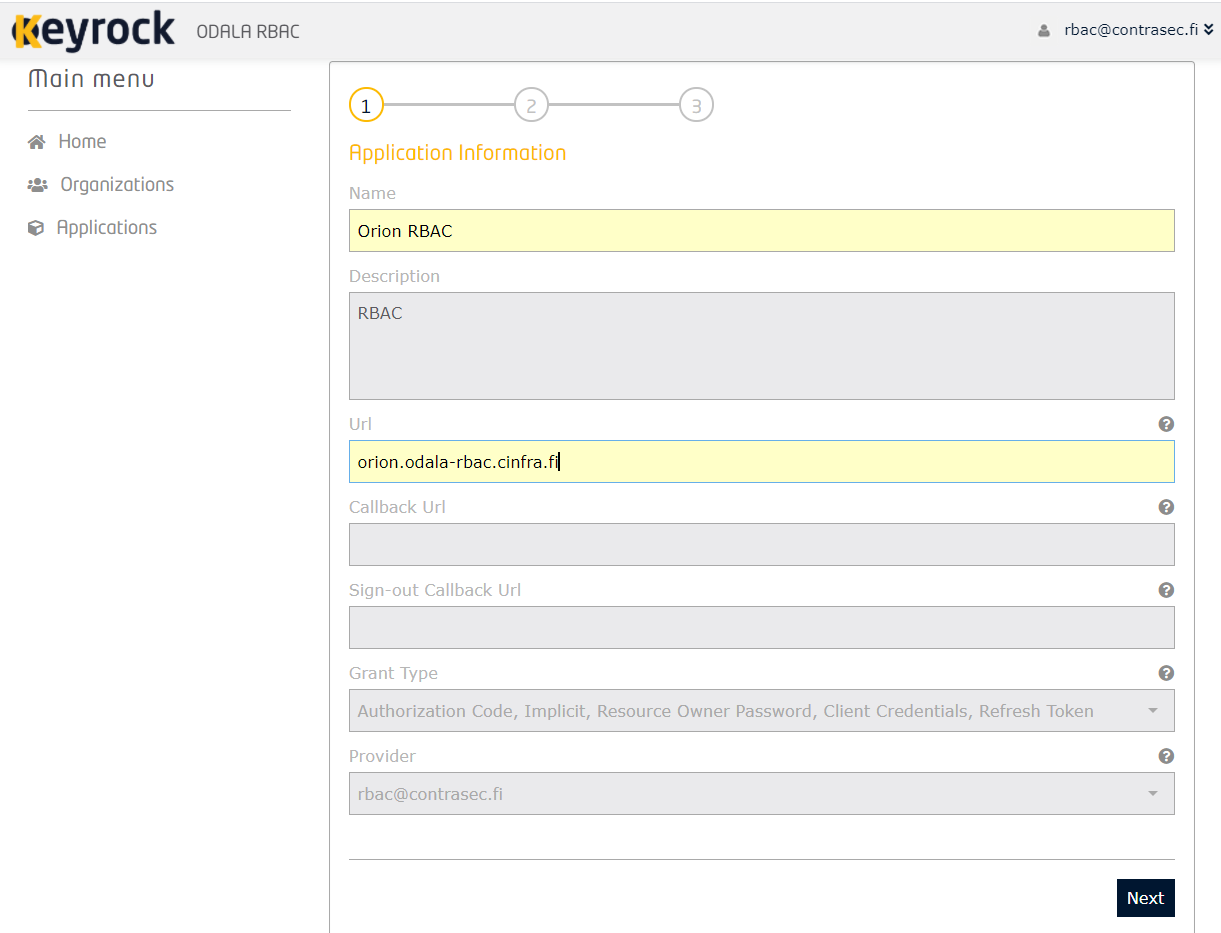 Keyrock ODALA RBAC rbac@contrasec.fi
Main menu
Home
Organizations
Applications
1 2 3
Application Information
Name
Orion RBAC
Description
RBAC
Url
orion.odala-rbac.cinfra.fi
Callback Url
Sign-out Callback Url
Grant Type
Authorization Code, Implicit, Resource Owner Password, Client Credentials, Refresh Token
Provider
rbac@contrasec.fi
Next